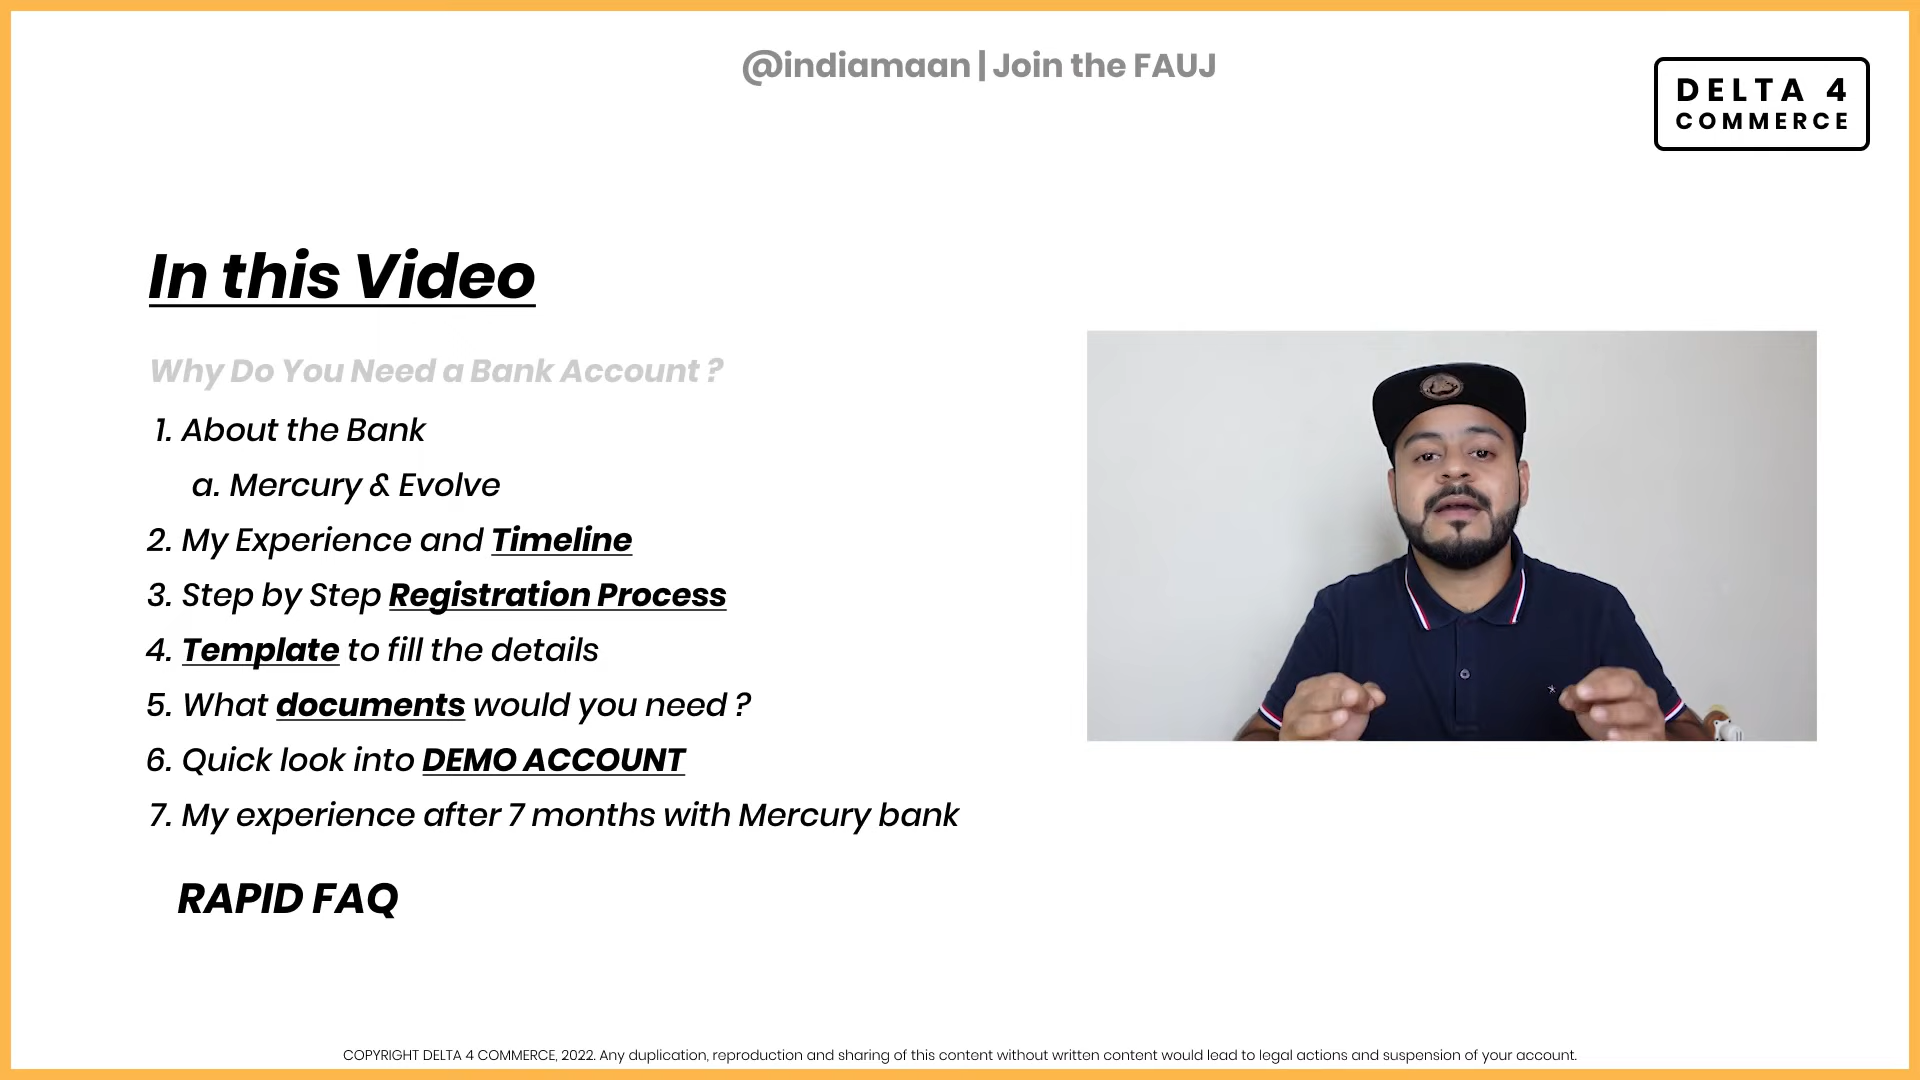 @indiamaan | Join the FAUJ
DELTA 4
COMMERCE
In this Video
Why Do You Need a Bank Account ?
1. About the Bank
a. Mercury & Evolve
2. My Experience and Timeline
3. Step by Step Registration Process
4. Template to fill the details
5. What documents would you need ?
6. Quick look into DEMO ACCOUNT
7. My experience after 7 months with Mercury bank
RAPID FAQ
COPYRIGHT DELTA 4 COMMERCE, 2022. Any duplication, reproduction and sharing of this content without written content would lead to legal actions and suspension of your account.